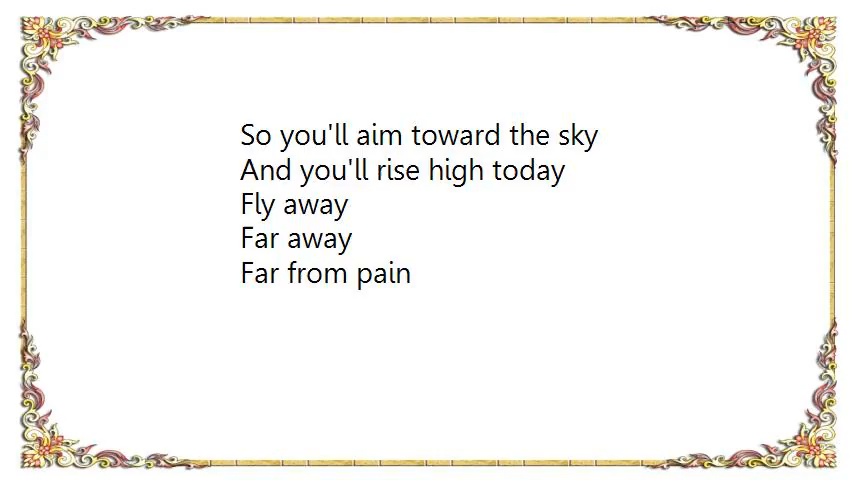 So you'll aim toward the sky
And you'll rise high today
Fly away
Far away
Far from pain